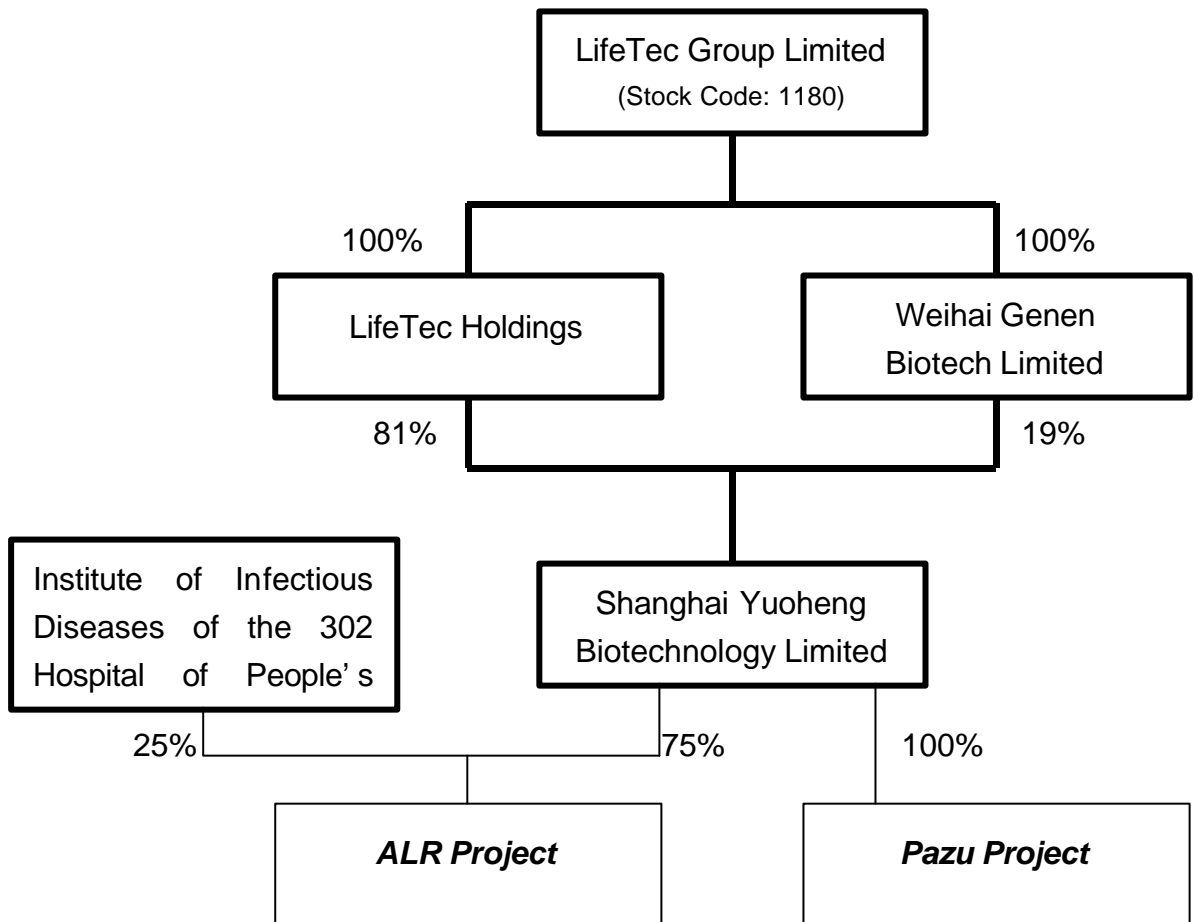 LifeTec Group Limited
(Stock Code: 1180)
100%
100%
LifeTec Holdings
Weihai Genen
Biotech Limited
81%
19%
Institute of Infectious
Diseases of the 302
Hospital of People’ s
Shanghai Yuoheng
Biotechnology Limited
25%
75%
100%
ALR Project
Pazu Project